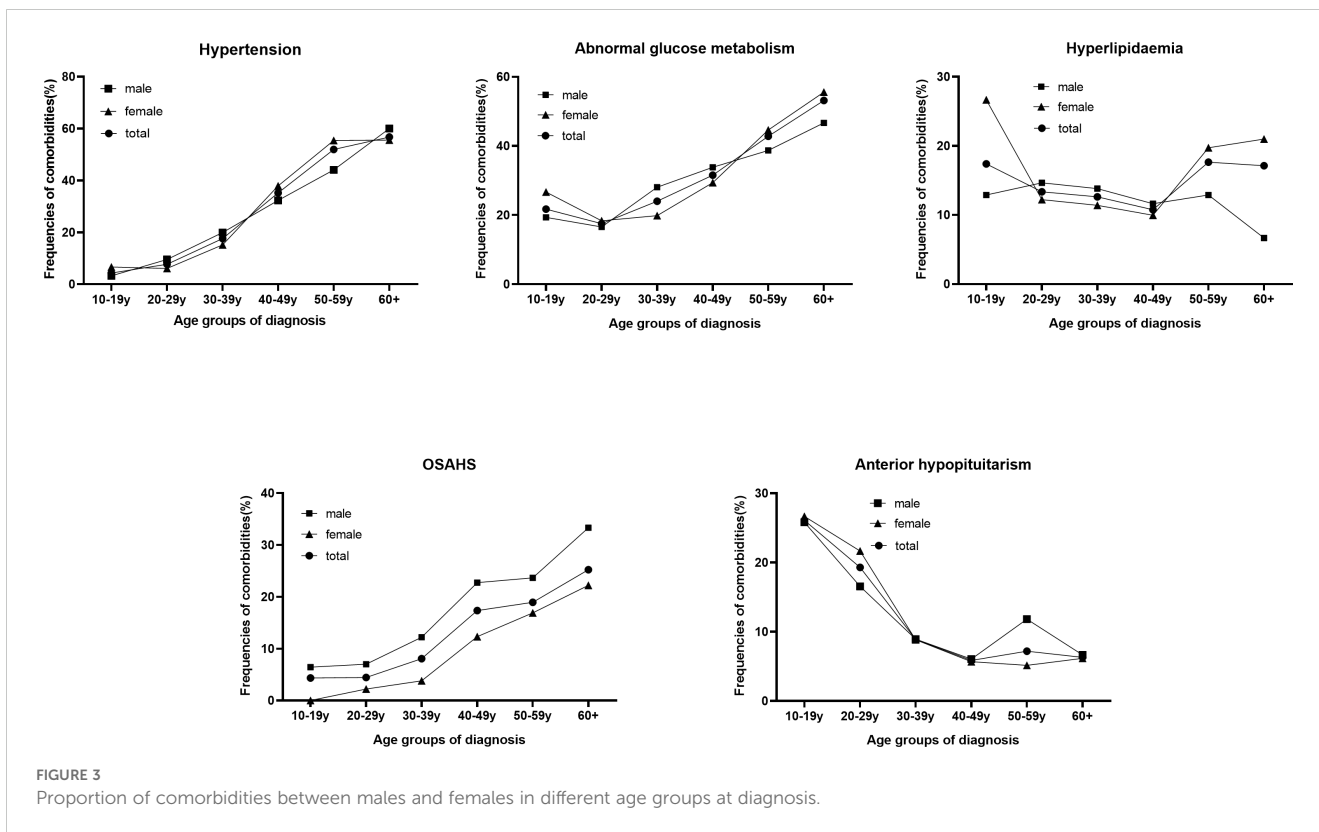 Hypertension
Frequencies of comorbidities(%)
80
60
40
20
0
male
female
total
10-19y 20-29y 30-39y 40-49y 50-59y 60+
Age groups of diagnosis
Abnormal glucose metabolism
Frequencies of comorbidities(%)
60
40
20
0
male
female
total
10-19y 20-29y 30-39y 40-49y 50-59y 60+
Age groups of diagnosis
Hyperlipidaemia
Frequencies of comorbidities(%)
30
20
10
0
male
female
total
10-19y 20-29y 30-39y 40-49y 50-59y 60+
Age groups of diagnosis
OSAHS
Frequencies of comorbidities(%)
40
30
20
10
0
male
female
total
10-19y 20-29y 30-39y 40-49y 50-59y 60+
Age groups of diagnosis
Anterior hypopituitarism
Frequencies of comorbidities(%)
30
20
10
0
male
female
total
10-19y 20-29y 30-39y 40-49y 50-59y 60+
Age groups of diagnosis
FIGURE 3
Proportion of comorbidities between males and females in different age groups at diagnosis.